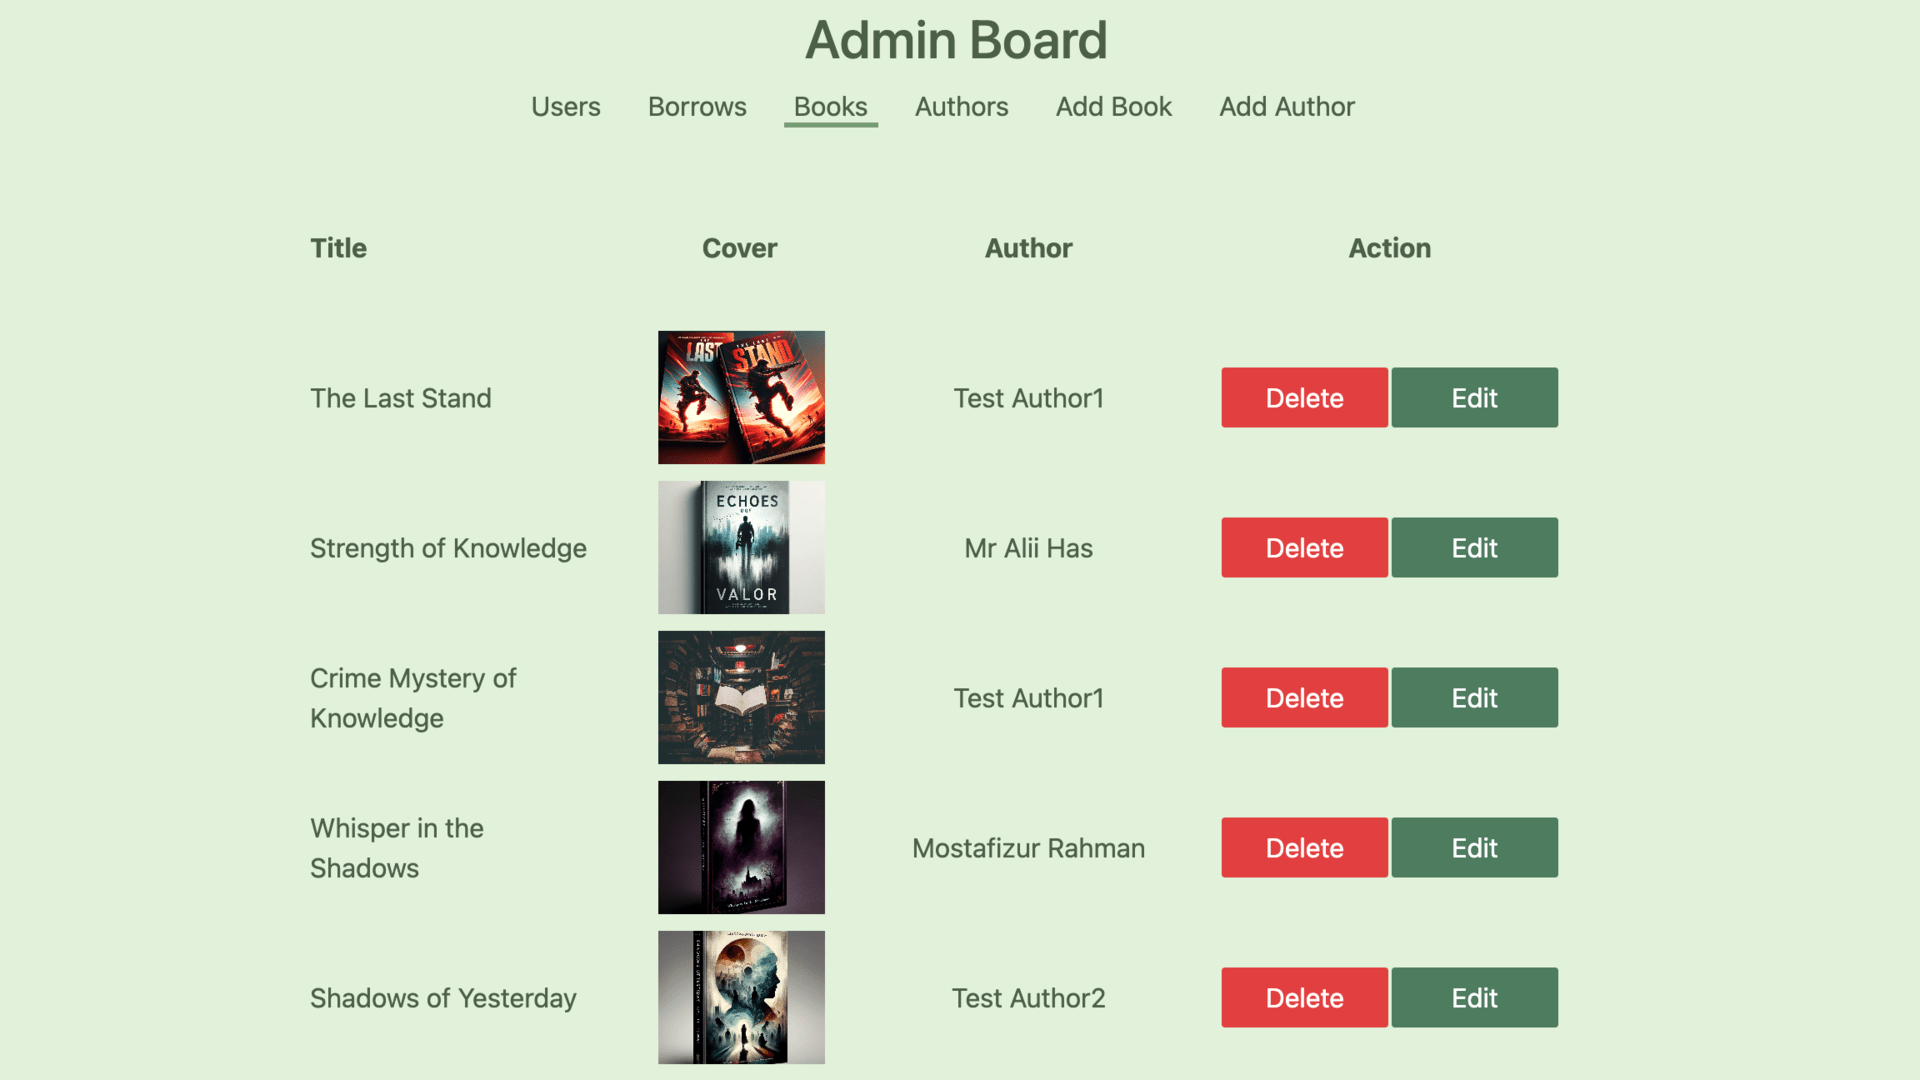 Admin Board
Users Borrows Books Authors Add Book Add Author
Title Cover Author Action
LAST
THE LAST
STAND
The Last Stand Test Author1 Delete Edit
ECHOES
Strength of Knowledge Mr Alii Has Delete Edit
VALOR
Crime Mystery of
Knowledge
Test Author1 Delete Edit
Whisper in the
Shadows
Mostafizur Rahman Delete Edit
Shadows of Yesterday Test Author2 Delete Edit